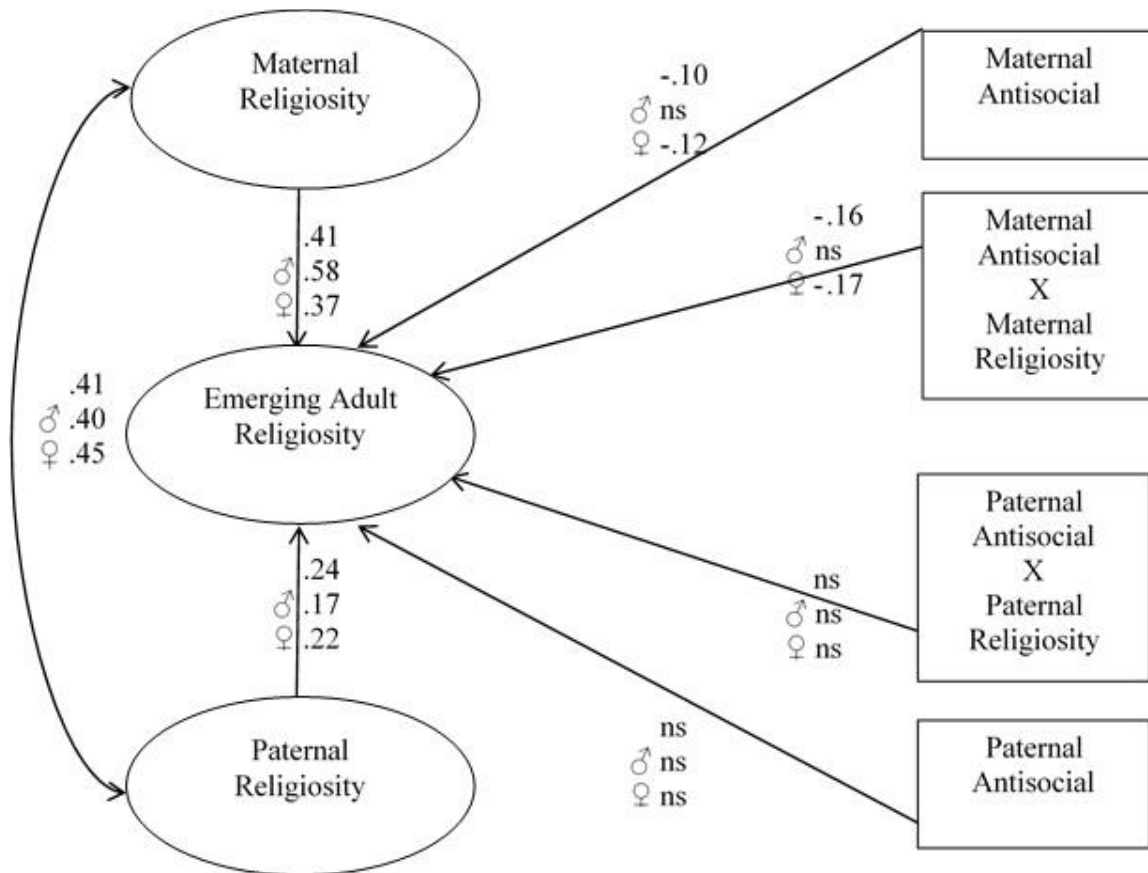 Maternal
Religiosity
-.10
♂ ns
♀ -.12
Maternal
Antisocial
.41
♂ .58
♀ .37
-.16
♂ ns
♀ -.17
Maternal
Antisocial
X
Maternal
Religiosity
.41
♂ .40
♀ .45
Emerging Adult
Religiosity
ns
♂ ns
♀ ns
Paternal
Antisocial
X
Paternal
Religiosity
.24
♂ .17
♀ .22
Paternal
Religiosity
ns
♂ ns
♀ ns
Paternal
Antisocial